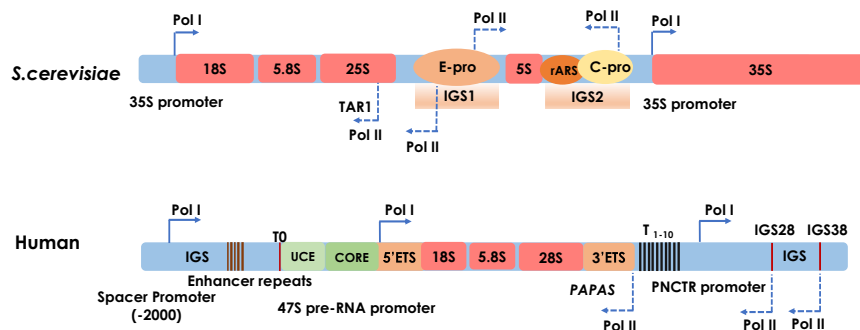 Pol I
Pol II
Pol II
Pol I
S.cerevisiae
18S
5.8S
25S
E-pro
5S
rARS
C-pro
35S
35S promoter
TAR1
IGS1
IGS2
35S promoter
Pol II
Pol II
Human
Pol I
Pol I
Pol I
T 1-10
IGS28
IGS38
T0
IGS
UCE
CORE
5'ETS
18S
5.8S
28S
3'ETS
IGS
Enhancer repeats
Spacer Promoter
(-2000)
47S pre-RNA promoter
PAPAS
PNCTR promoter
Pol II
Pol II
Pol II